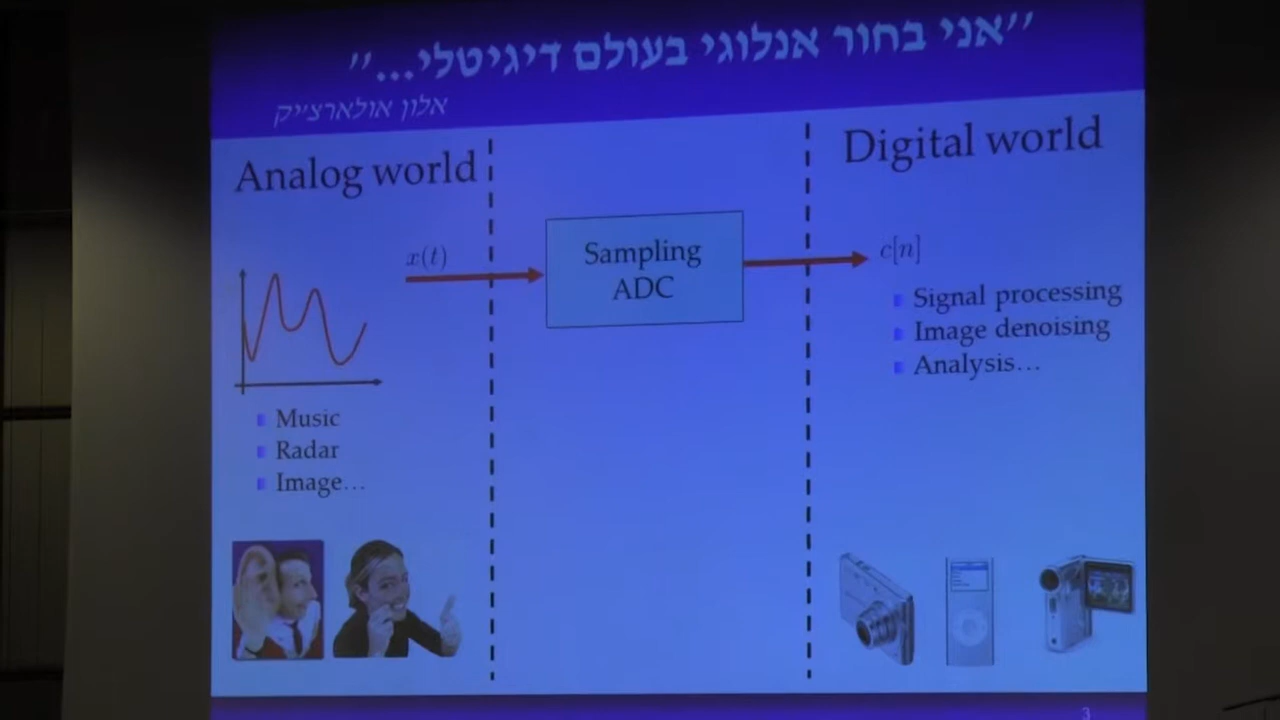 "אני בחור אנלוגי בעולם דיגיטלי..."
אלון אולארצ'יק
Analog world
Digital world
x(t)
Sampling
ADC
c[n]
Signal processing
Image denoising
Analysis...
Music
Radar
Image...
3